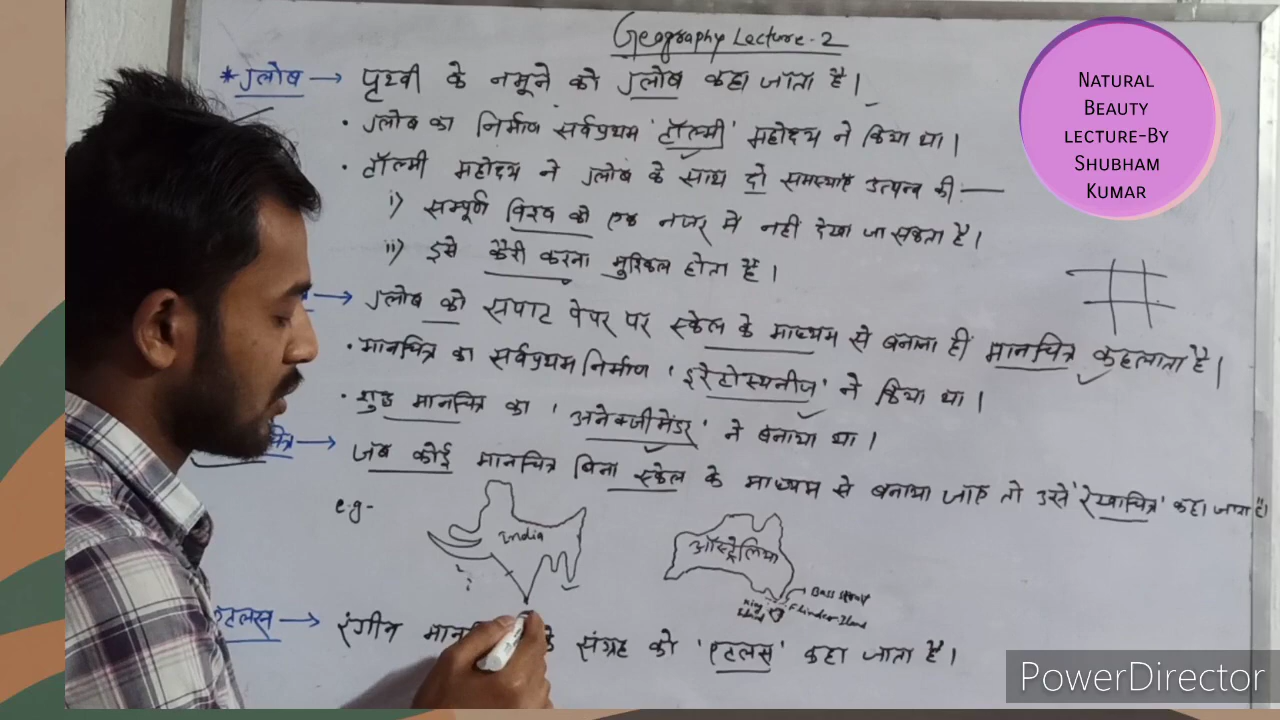 Geography Lecture-2
* ग्लोब → पृथ्वी के नमूने को ग्लोब कहा जाता है।
• ग्लोब का निर्माण सर्वप्रथम 'टॉल्मी' महोदय ने किया था।
• टॉल्मी महोदय ने ग्लोब के साथ दो समस्याएं उत्पन्न की:—
i) सम्पूर्ण विश्व को एक नजर में नहीं देखा जा सकता है।
ii) इसे कैरी करना मुश्किल होता है।
→ ग्लोब को सपाट पेपर पर स्केल के माध्यम से बनाना ही मानचित्र कहलाता है।
• मानचित्र का सर्वप्रथम निर्माण 'इरेटोस्थनीज' ने किया था।
• शुद्ध मानचित्र का 'अनेक्जीमेंडर' ने बनाया था।
चित्र → जब कोई मानचित्र बिना स्केल के माध्यम से बनाया जाए तो उसे 'रेखाचित्र' कहा जाता है।
e.g-
India
ऑस्ट्रेलिया
Bass strait
King Island
Flinder Island
एटलस → रंगीन के संग्रह को 'एटलस' कहा जाता है।
NATURAL
BEAUTY
LECTURE-BY
SHUBHAM
KUMAR
PowerDirector